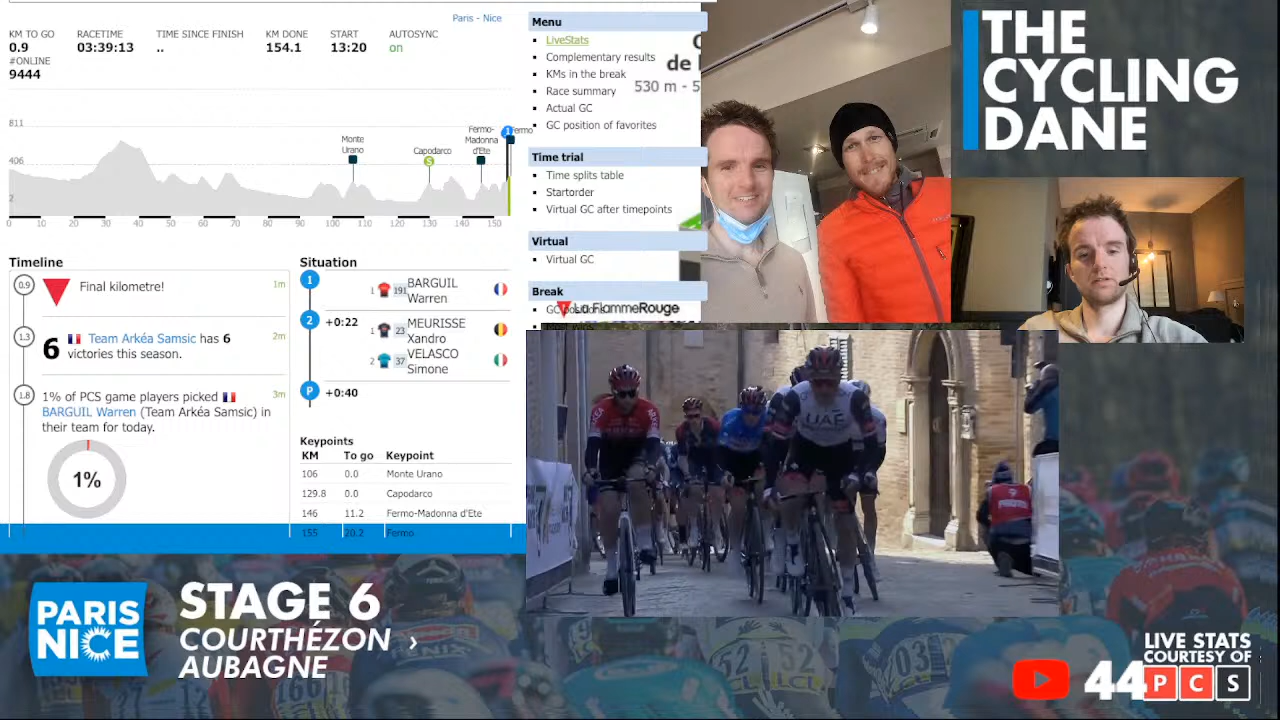 Paris - Nice
KM TO GO
RACETIME
TIME SINCE FINISH
KM DONE
START
AUTOSYNC
0.9
03:39:13
..
154.1
13:20
on
#ONLINE
9444
811
406
2
Monte
Urano
Capodarco
S
Fermo-
Madonna
d'Ete
1
Fermo
0 10 20 30 40 50 60 70 80 90 100 110 120 130 140 150
Timeline
0.9
Final kilometre!
1m
1.3
6
Team Arkéa Samsic has 6
victories this season.
2m
1.8
1% of PCS game players picked
BARGUIL Warren (Team Arkéa Samsic) in
their team for today.
3m
1%
Situation
1
1 191 BARGUIL
Warren
2
+0:22
1 23 MEURISSE
Xandro
2 37 VELASCO
Simone
P
+0:40
Keypoints
KM To go Keypoint
106 0.0 Monte Urano
129.8 0.0 Capodarco
146 11.2 Fermo-Madonna d'Ete
155 20.2 Fermo
Menu
LiveStats
Complementary results
KMs in the break
Race summary
Actual GC
GC position of favorites
de
530 m - 5
Time trial
Time splits table
Startorder
Virtual GC after timepoints
Virtual
Virtual GC
Break
La FlammeRouge
THE
CYCLING
DANE
ARKEA
UAE
PARIS
NICE
STAGE 6
COURTHÉZON ›
AUBAGNE
LIVE STATS
COURTESY OF
44
P C S